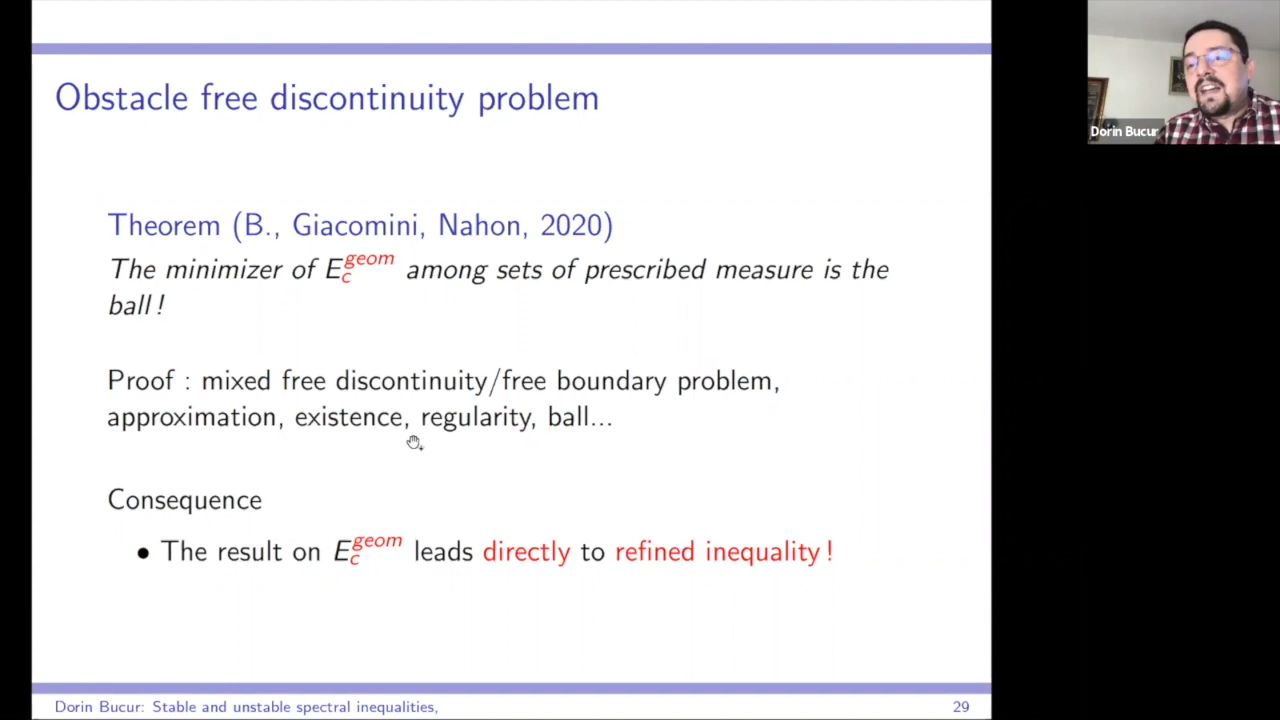 Obstacle free discontinuity problem
Dorin Bucur
Theorem (B., Giacomini, Nahon, 2020)
The minimizer of E_c^geom among sets of prescribed measure is the
ball !
Proof : mixed free discontinuity/free boundary problem,
approximation, existence, regularity, ball...
Consequence
• The result on E_c^geom leads directly to refined inequality !
Dorin Bucur: Stable and unstable spectral inequalities, 29